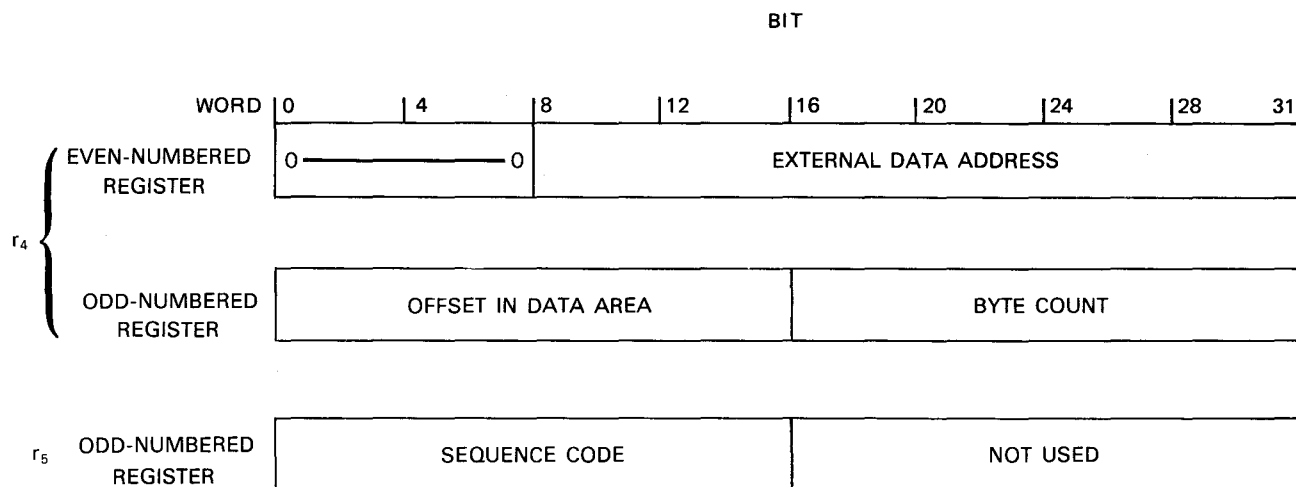 BIT
WORD 0 4 8 12 16 20 24 28 31
EVEN-NUMBERED
REGISTER
0 0
EXTERNAL DATA ADDRESS
r₄
ODD-NUMBERED
REGISTER
OFFSET IN DATA AREA
BYTE COUNT
r₅
ODD-NUMBERED
REGISTER
SEQUENCE CODE
NOT USED